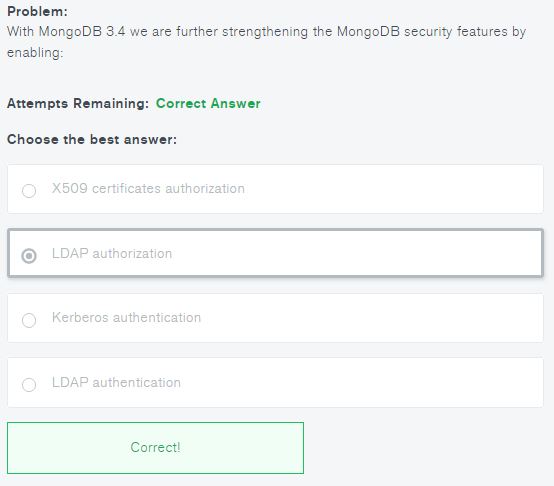 Problem:
With MongoDB 3.4 we are further strengthening the MongoDB security features by
enabling:
Attempts Remaining: Correct Answer
Choose the best answer:
X509 certificates authorization
LDAP authorization
Kerberos authentication
LDAP authentication
Correct!